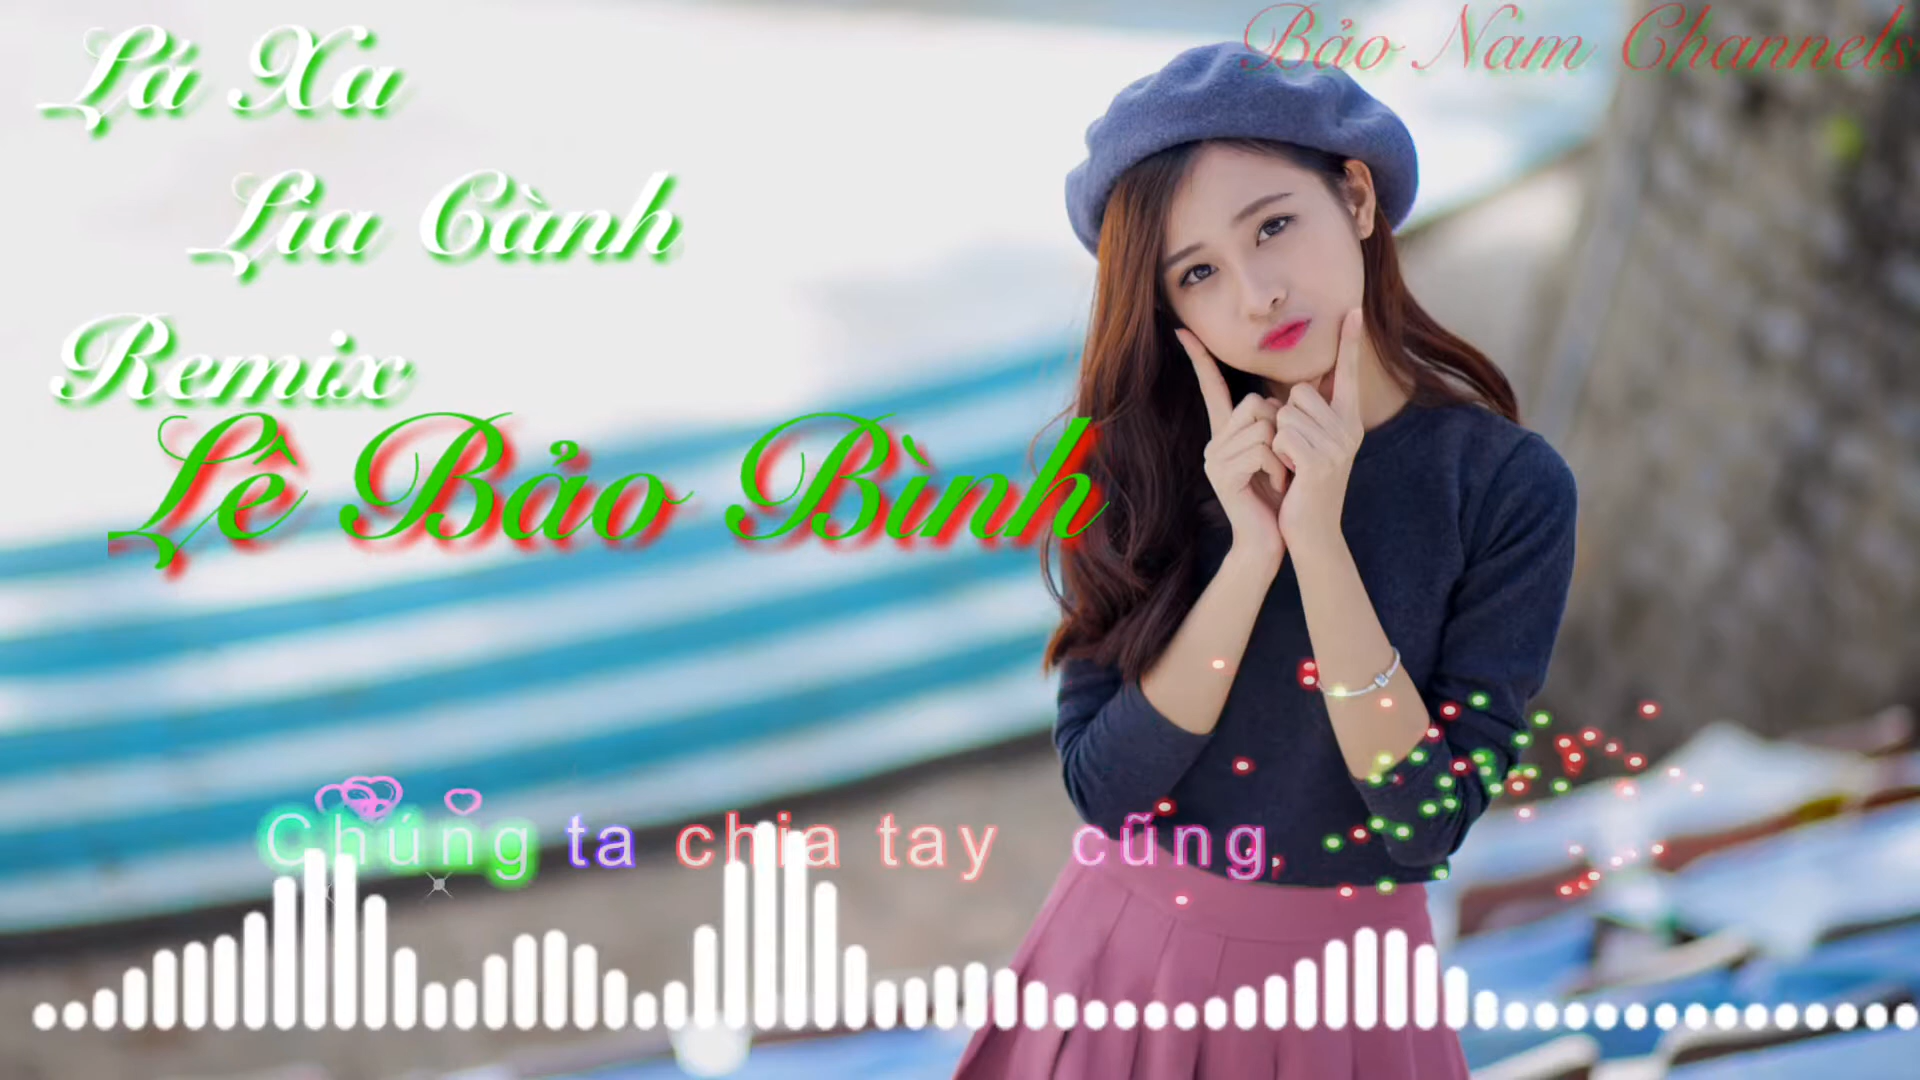 Lá Xa
Lìa Cành
Remix
Lê Bảo Bình
Bảo Nam Channels
Chúng ta chia tay cũng,